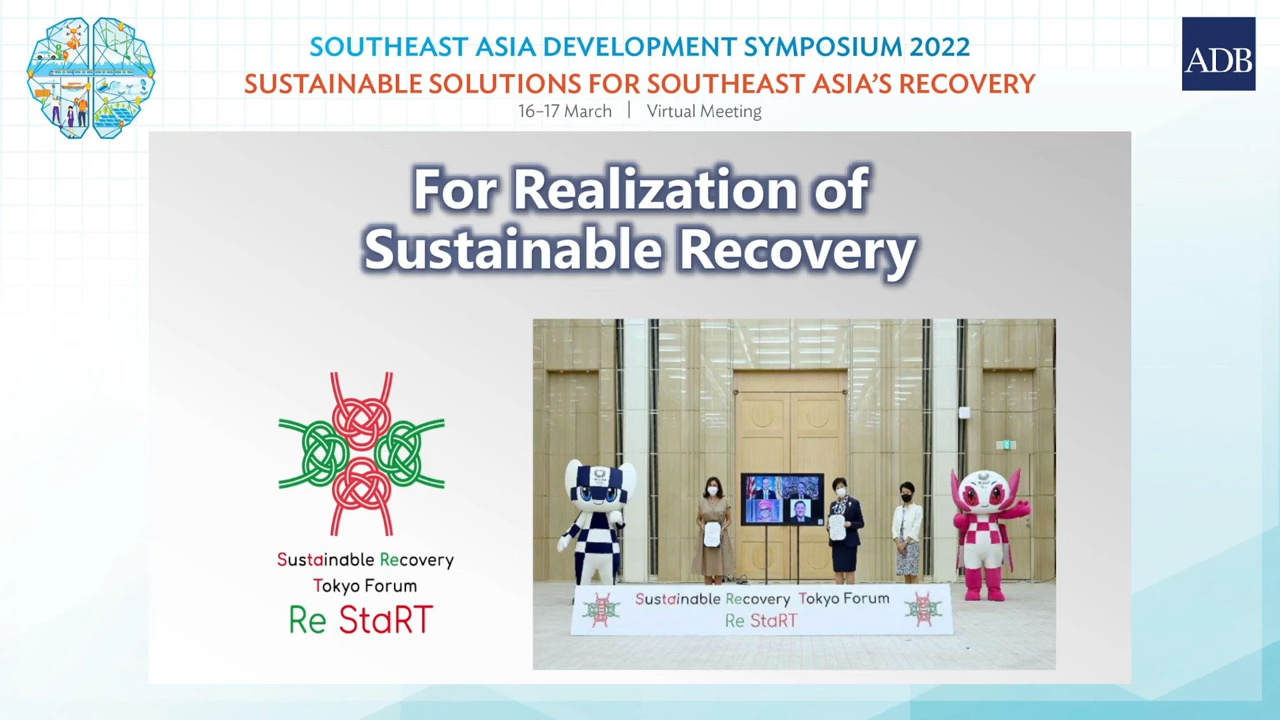 SOUTHEAST ASIA DEVELOPMENT SYMPOSIUM 2022
SUSTAINABLE SOLUTIONS FOR SOUTHEAST ASIA'S RECOVERY
16–17 March | Virtual Meeting
ADB
For Realization of
Sustainable Recovery
Sustainable Recovery
Tokyo Forum
Re StaRT
Sustainable Recovery Tokyo Forum
Re StaRT